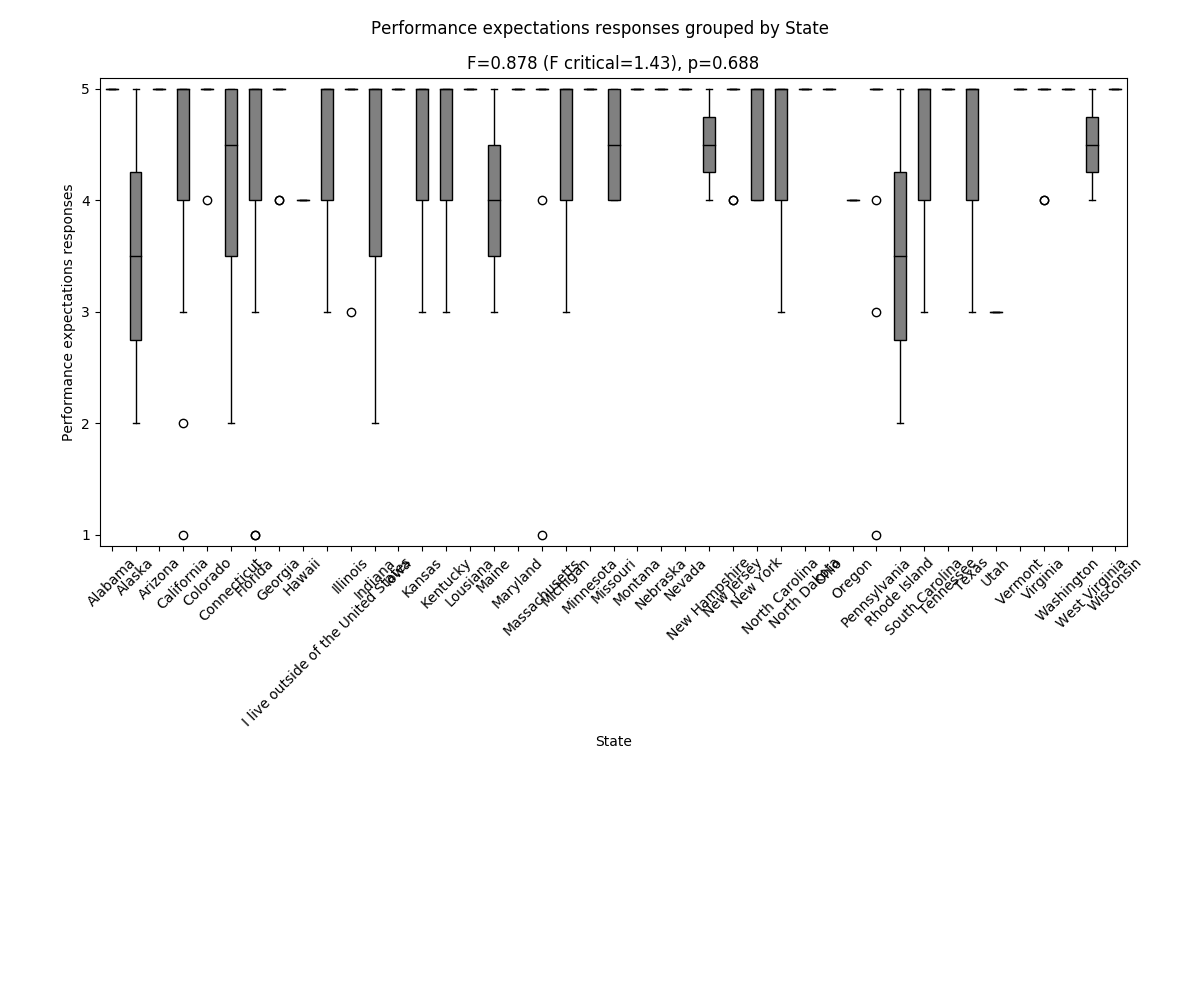 Performance expectations responses grouped by State
F=0.878 (F critical=1.43), p=0.688
Performance expectations responses
5
4
3
2
1
Alabama
Alaska
Arizona
California
Colorado
Connecticut
Florida
Georgia
Hawaii
I live outside of the United States
Illinois
Indiana
Iowa
Kansas
Kentucky
Lousiana
Maine
Maryland
Massachusetts
Michigan
Minnesota
Missouri
Montana
Nebraska
Nevada
New Hampshire
New Jersey
New York
North Carolina
North Dakota
Ohio
Oregon
Pennsylvania
Rhode Island
South Carolina
Tennessee
Texas
Utah
Vermont
Virginia
Washington
West Virginia
Wisconsin
State